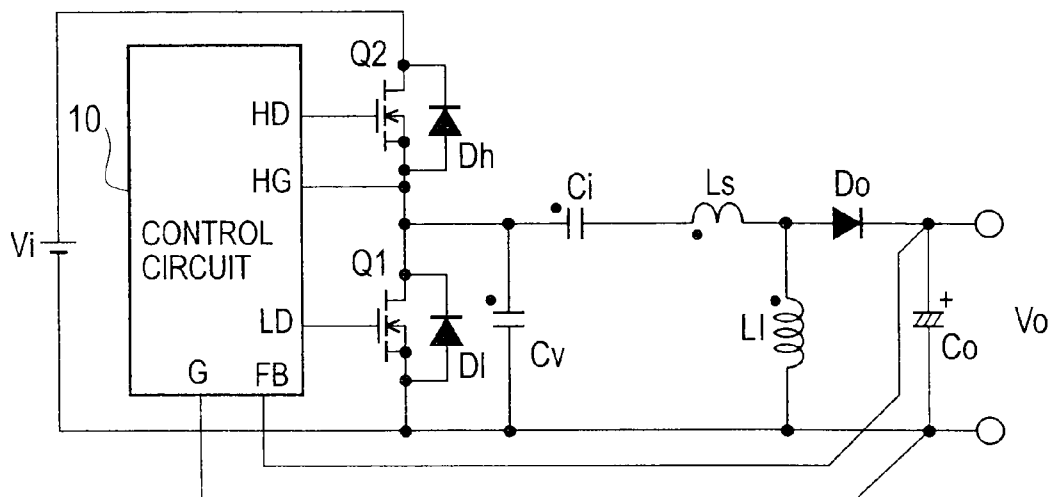 Q2
10
HD
Dh
HG
Ci
Ls
Do
CONTROL
CIRCUIT
Vi
Q1
LD
Dl
Cv
Ll
+
Co
Vo
G
FB